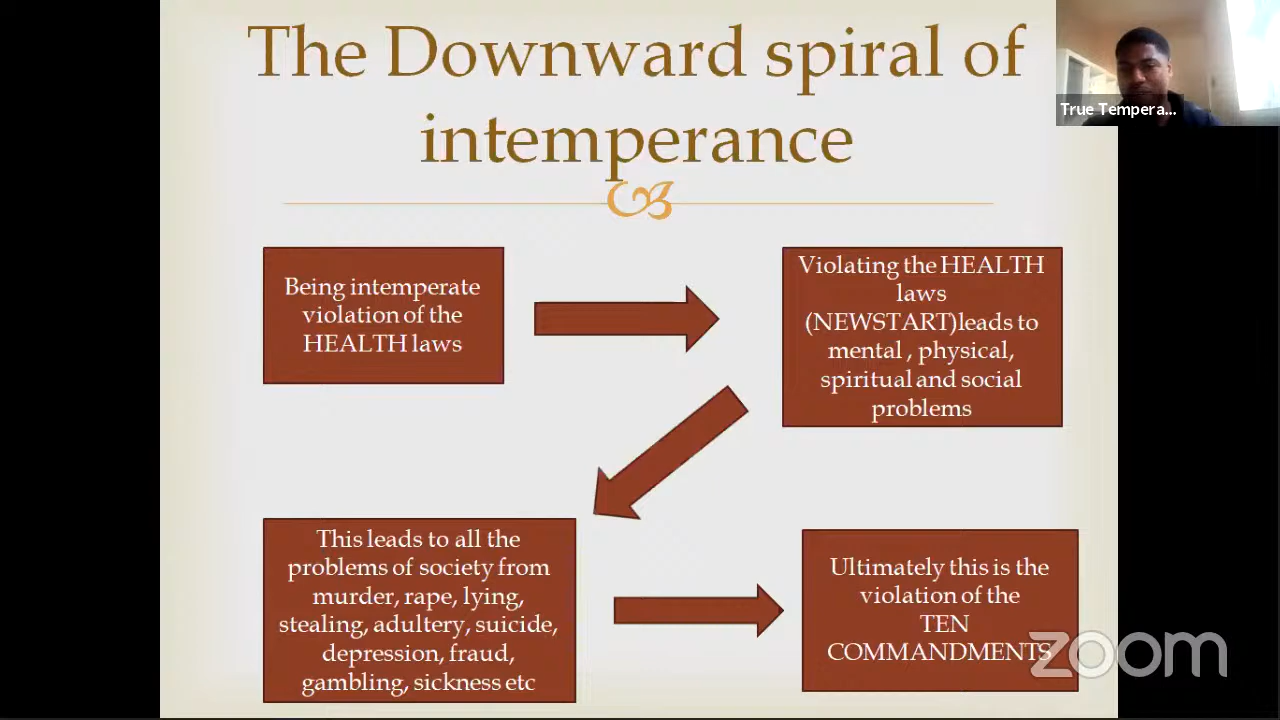 The Downward spiral of
intemperance
True Tempera...
Being intemperate
violation of the
HEALTH laws
Violating the HEALTH
laws
(NEWSTART)leads to
mental , physical,
spiritual and social
problems
This leads to all the
problems of society from
murder, rape, lying,
stealing, adultery, suicide,
depression, fraud,
gambling, sickness etc
Ultimately this is the
violation of the
TEN
COMMANDMENTS
zoom